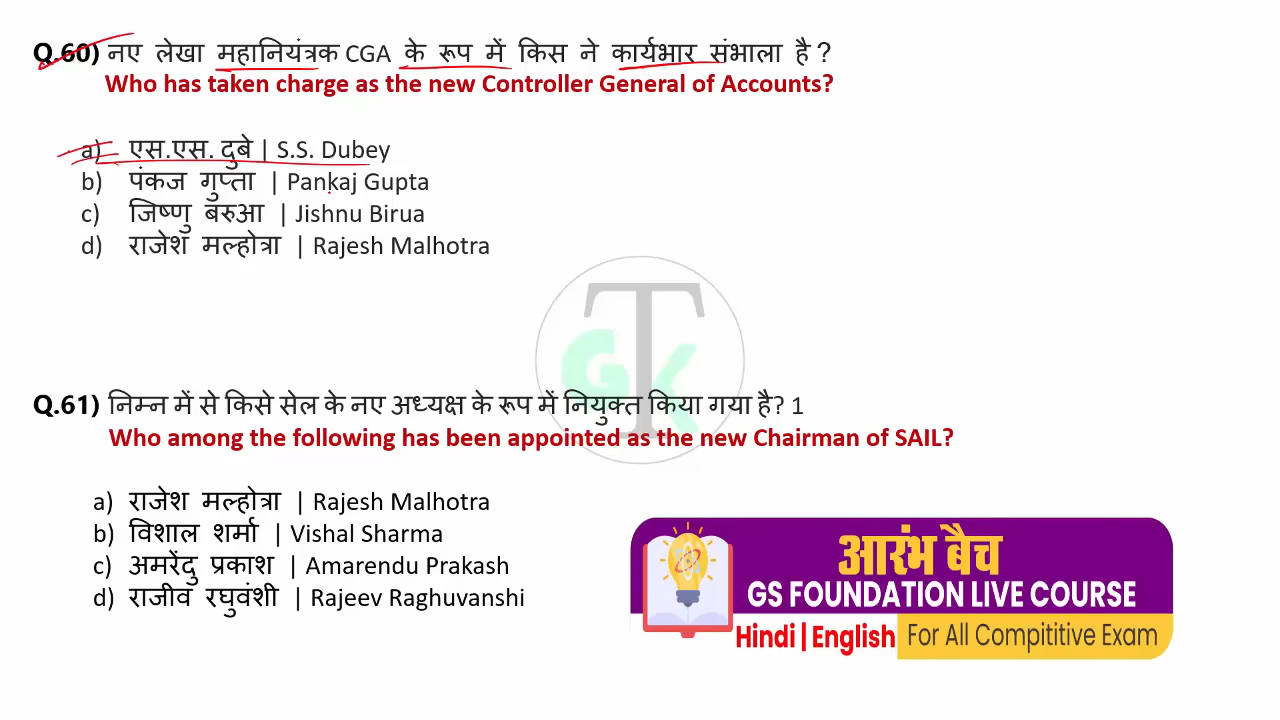 Q.60) नए लेखा महानियंत्रक CGA के रूप में किस ने कार्यभार संभाला है ?
Who has taken charge as the new Controller General of Accounts?
a) एस.एस. दुबे | S.S. Dubey
b) पंकज गुप्ता | Pankaj Gupta
c) जिष्णु बरुआ | Jishnu Birua
d) राजेश मल्होत्रा | Rajesh Malhotra
T
GK
Q.61) निम्न में से किसे सेल के नए अध्यक्ष के रूप में नियुक्त किया गया है? 1
Who among the following has been appointed as the new Chairman of SAIL?
a) राजेश मल्होत्रा | Rajesh Malhotra
b) विशाल शर्मा | Vishal Sharma
c) अमरेंदु प्रकाश | Amarendu Prakash
d) राजीव रघुवंशी | Rajeev Raghuvanshi
आरंभ बैच
GS FOUNDATION LIVE COURSE
Hindi | English For All Compititive Exam